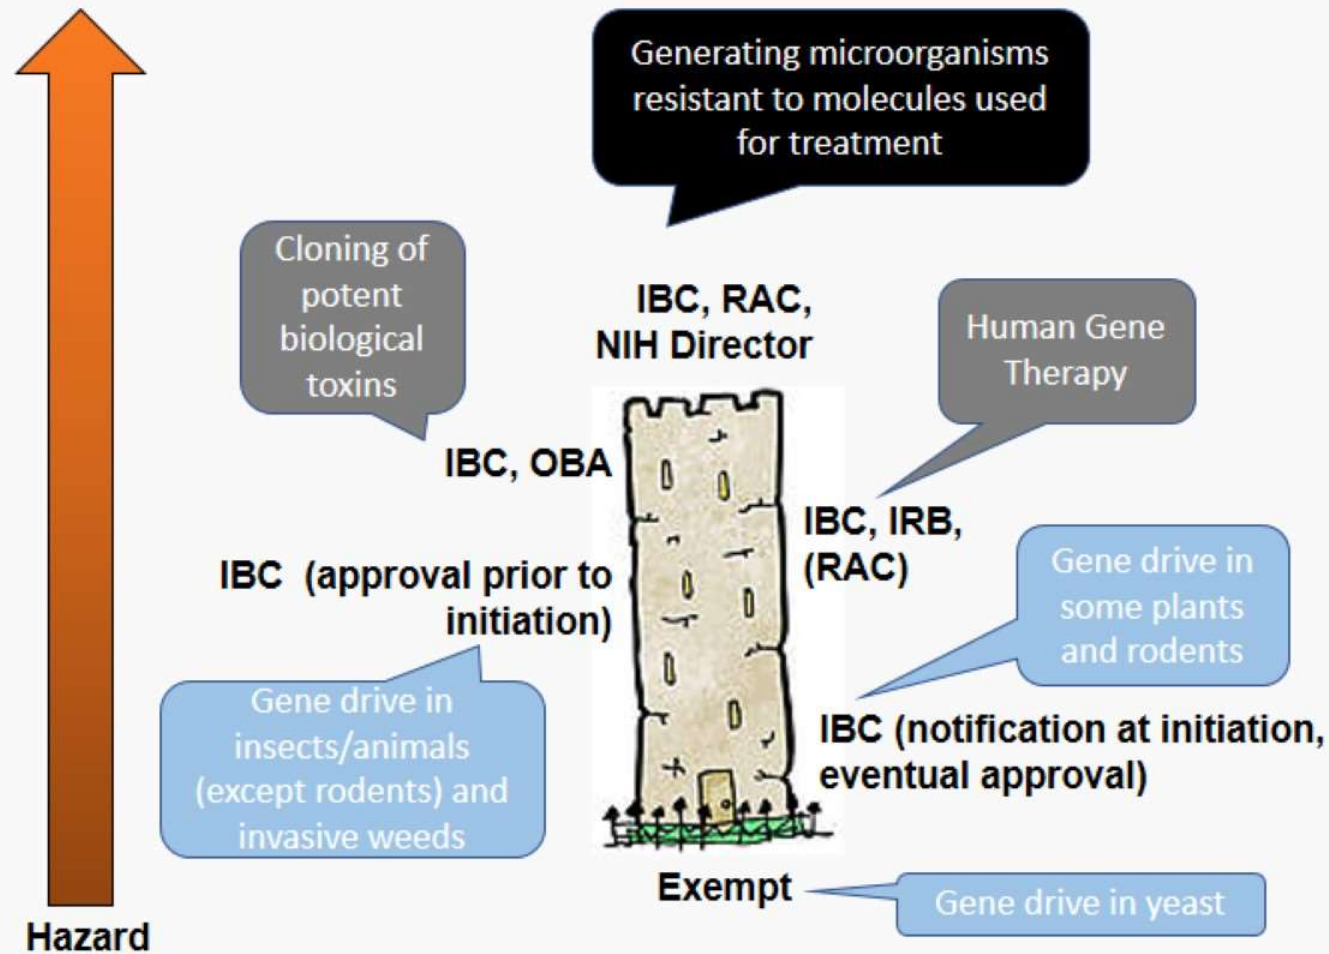 Generating microorganisms
resistant to molecules used
for treatment
Cloning of
potent
biological
toxins
IBC, RAC,
NIH Director
Human Gene
Therapy
IBC, OBA
IBC, IRB,
(RAC)
IBC  (approval prior to
initiation)
Gene drive in
some plants
and rodents
Gene drive in
insects/animals
(except rodents) and
invasive weeds
IBC (notification at initiation,
eventual approval)
Exempt
Gene drive in yeast
Hazard